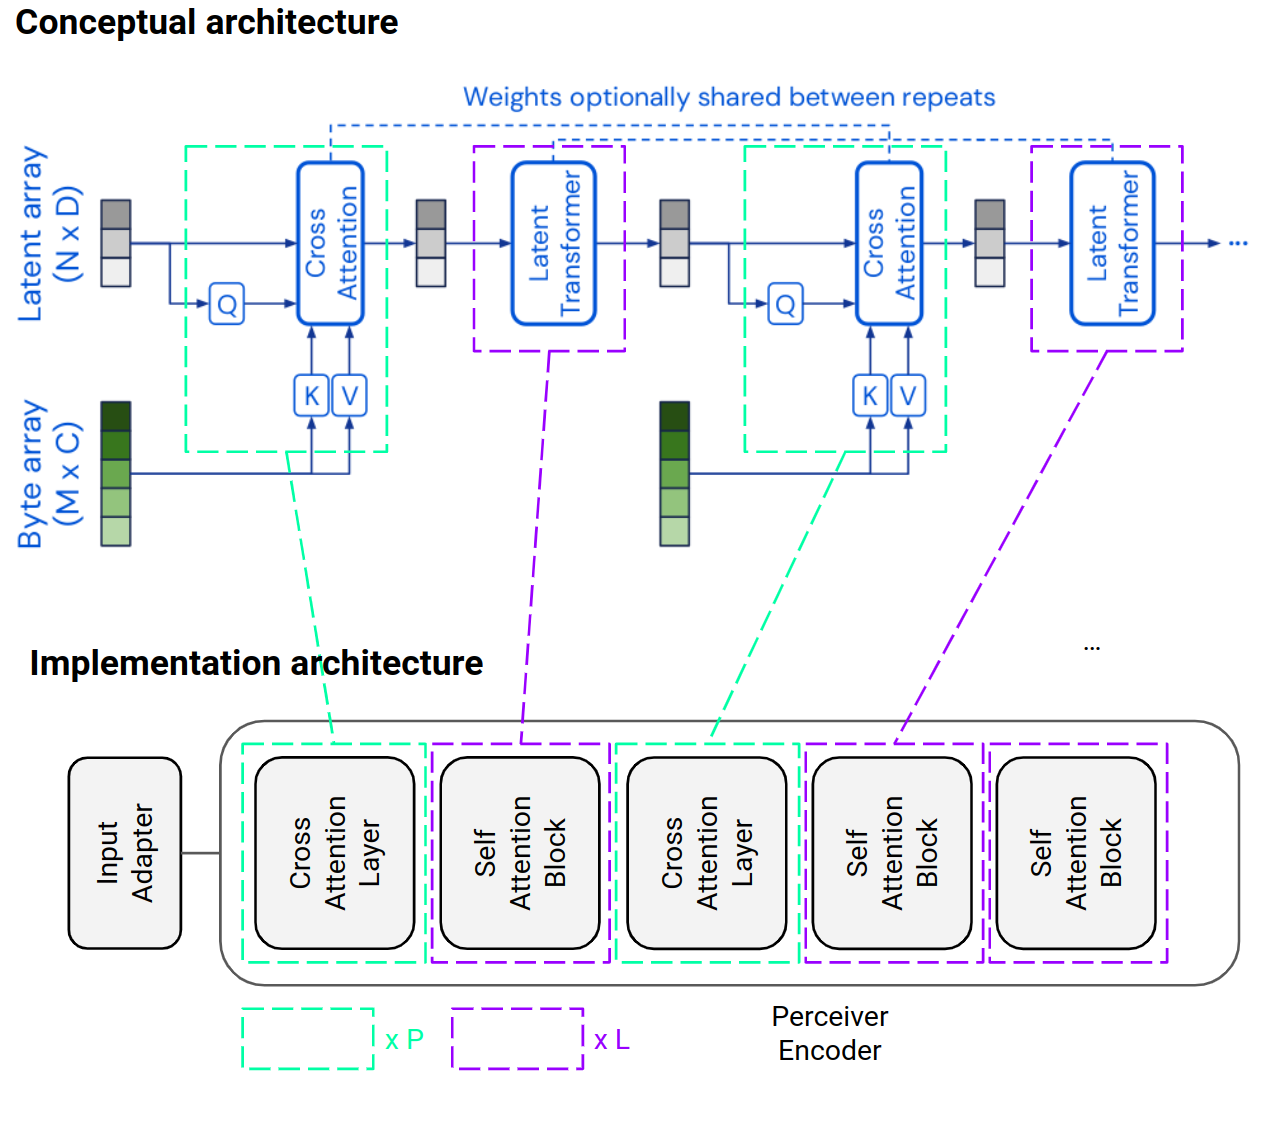 Conceptual architecture
Weights optionally shared between repeats
Latent array
(N x D)
Cross
Attention
Latent
Transformer
Cross
Attention
Latent
Transformer
...
Q
Q
K V
K V
Byte array
(M x C)
...
Implementation architecture
Input
Adapter
Cross
Attention
Layer
Self
Attention
Block
Cross
Attention
Layer
Self
Attention
Block
Self
Attention
Block
x P
x L
Perceiver
Encoder